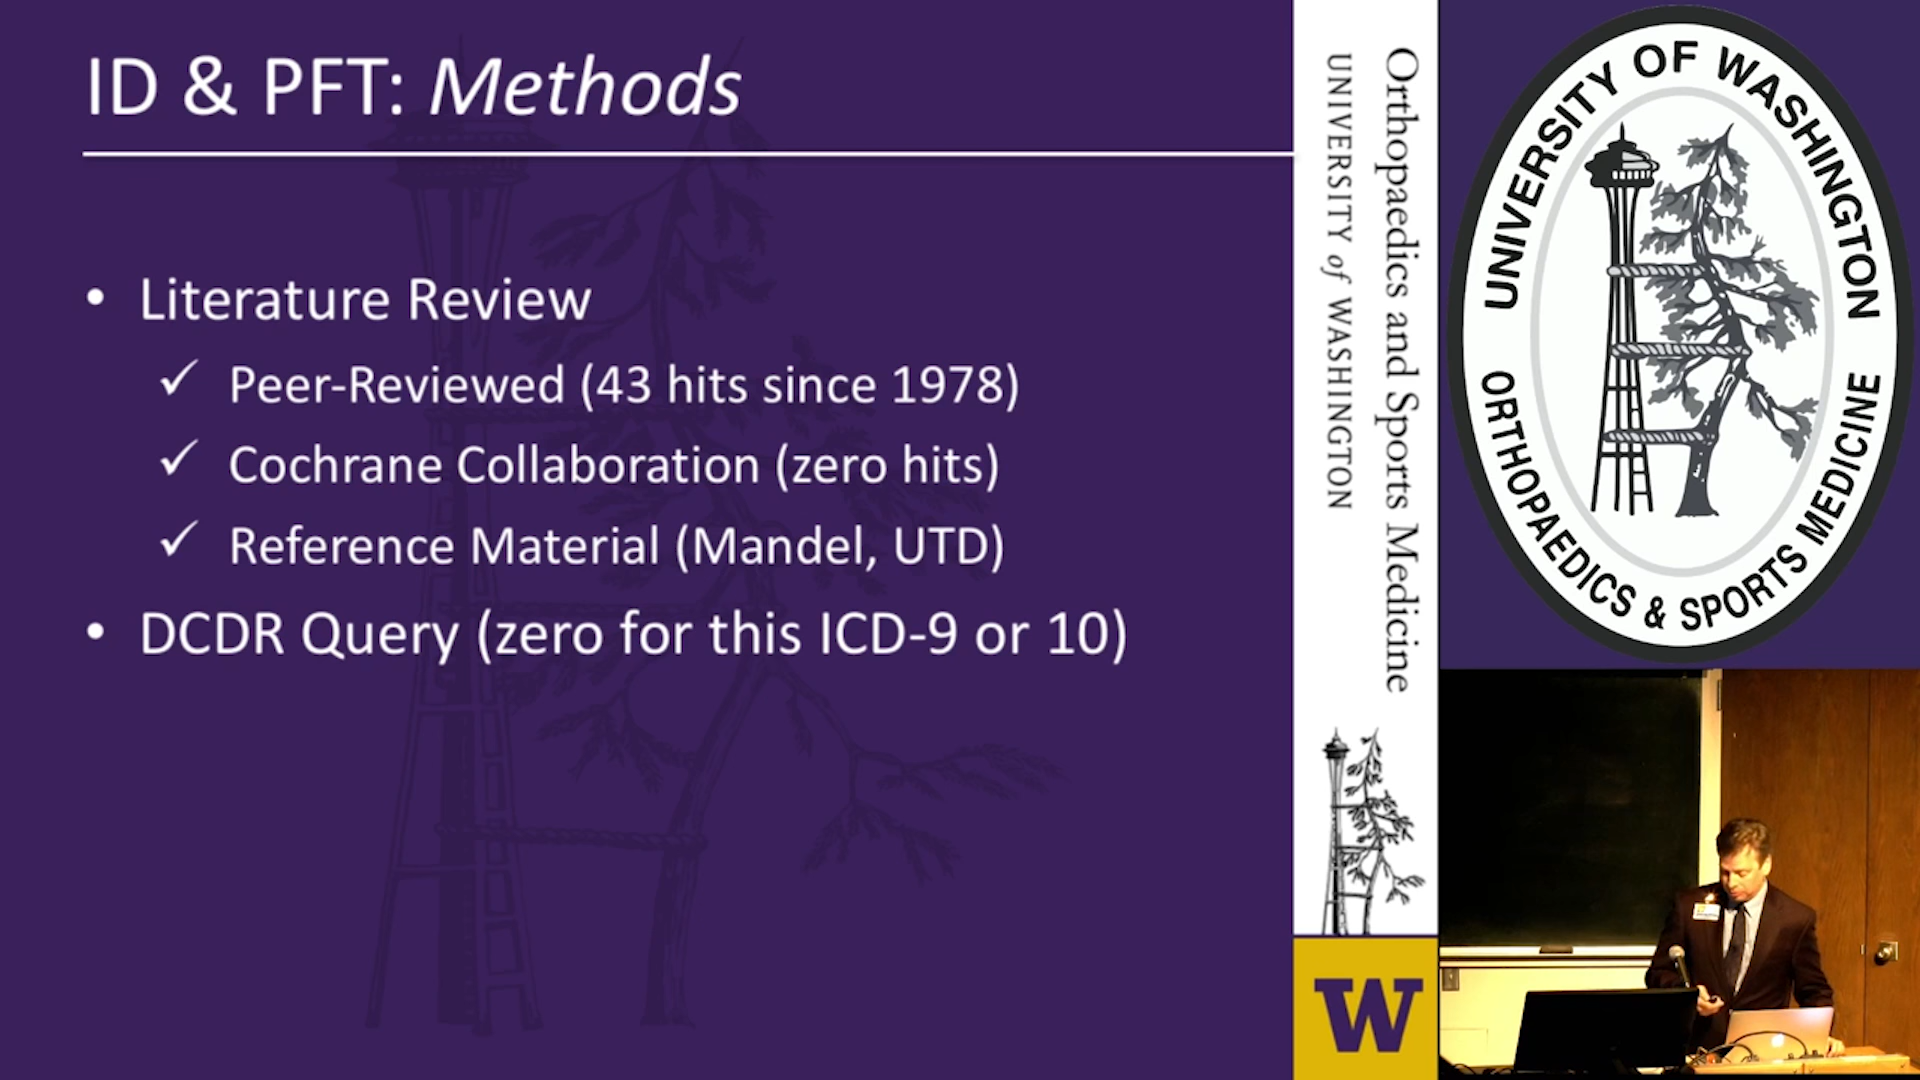 ID & PFT: Methods
• Literature Review
✓ Peer-Reviewed (43 hits since 1978)
✓ Cochrane Collaboration (zero hits)
✓ Reference Material (Mandel, UTD)
• DCDR Query (zero for this ICD-9 or 10)
Orthopaedics and Sports Medicine
UNIVERSITY of WASHINGTON
W
UNIVERSITY OF WASHINGTON
ORTHOPAEDICS & SPORTS MEDICINE